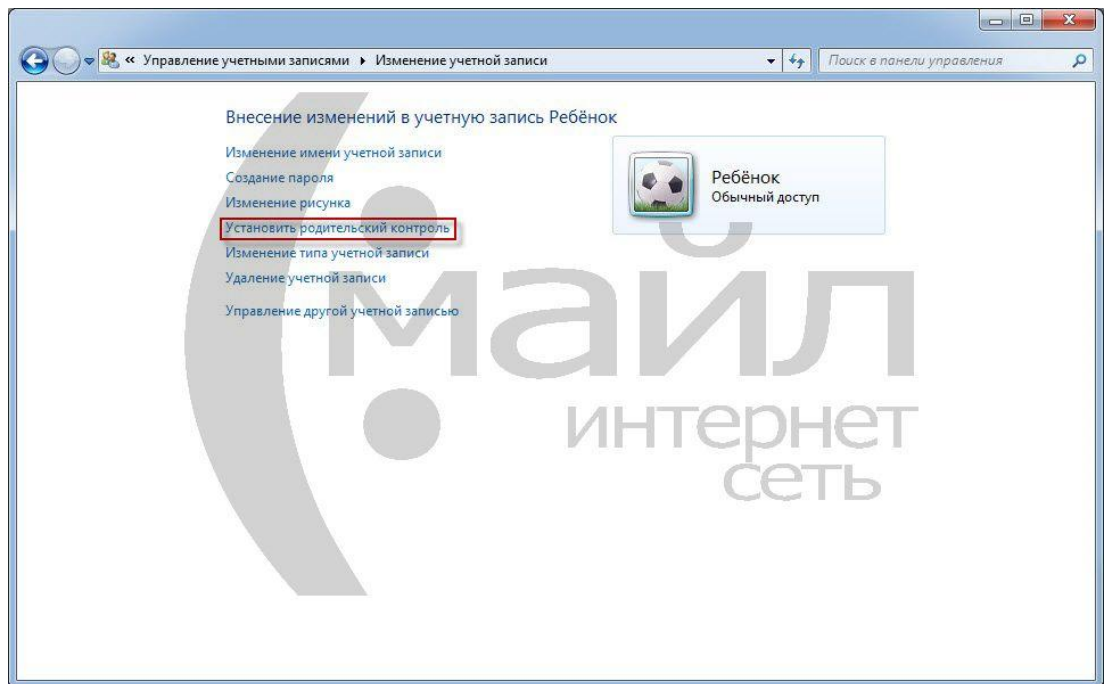 « Управление учетными записями ▸ Изменение учетной записи
Поиск в панели управления
Внесение изменений в учетную запись Ребёнок
Изменение имени учетной записи
Создание пароля
Изменение рисунка
Установить родительский контроль
Изменение типа учетной записи
Удаление учетной записи
Управление другой учетной записью
Ребёнок
Обычный доступ
майл
интернет
сеть